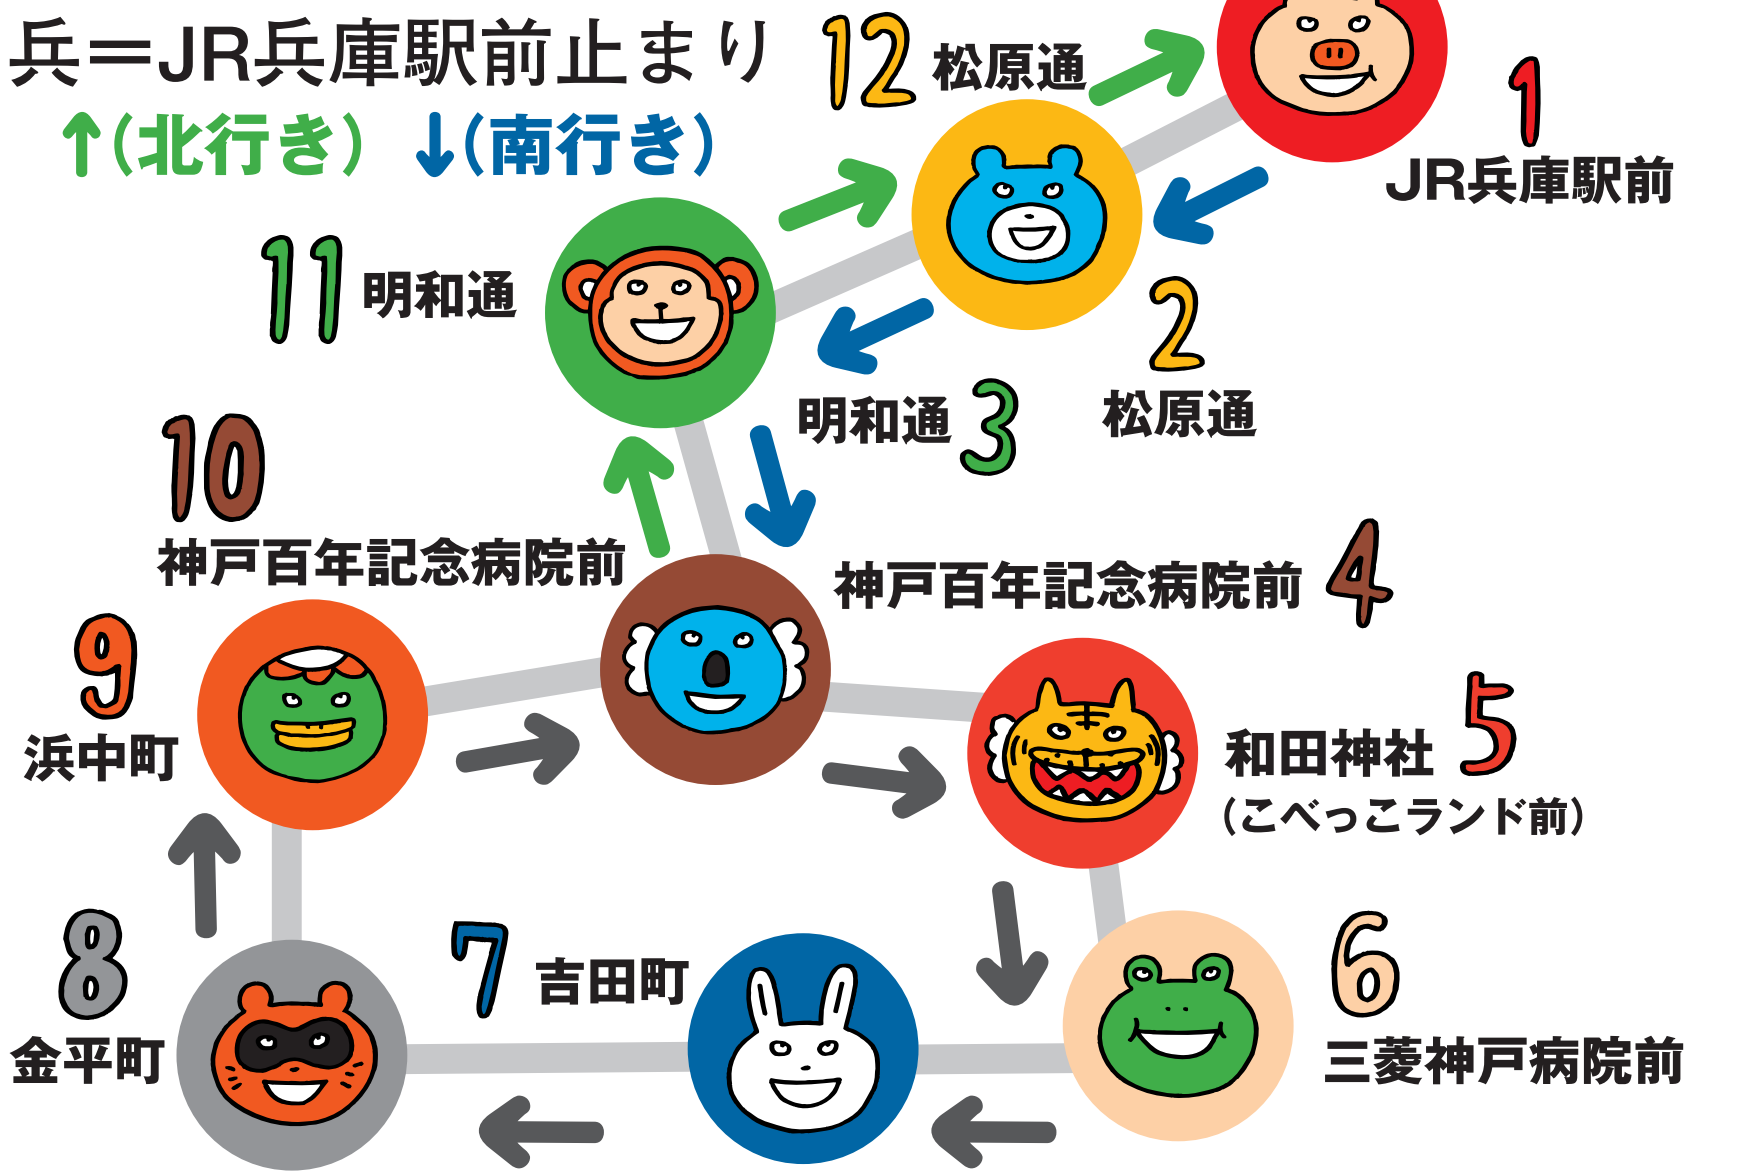 兵＝JR兵庫駅前止まり
↑(北行き) ↓(南行き)
12 松原通
1
JR兵庫駅前
11 明和通
2
松原通
明和通 3
10
神戸百年記念病院前
神戸百年記念病院前 4
9
浜中町
和田神社 5
(こべっこランド前)
8
金平町
7 吉田町
6
三菱神戸病院前